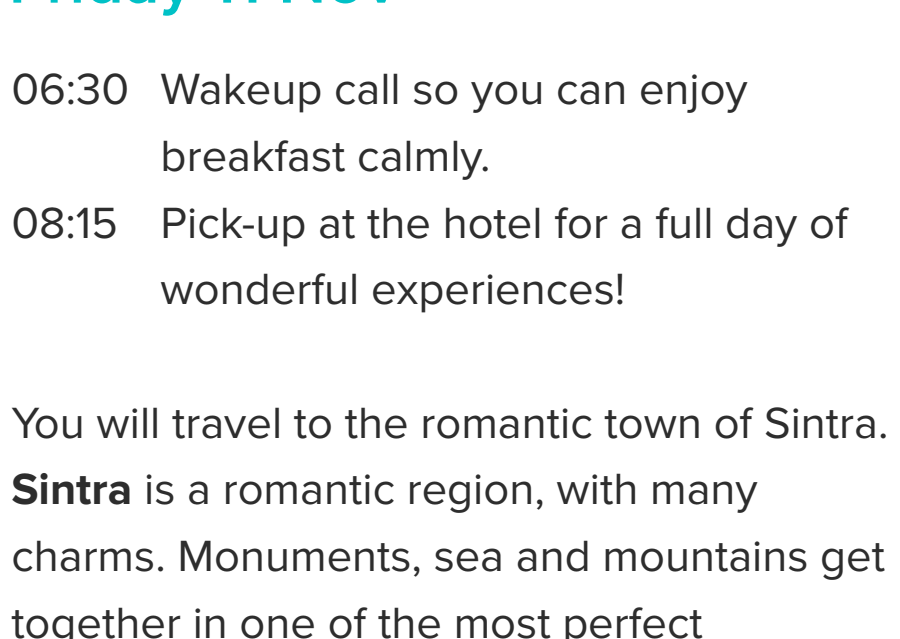 06:30 Wakeup call so you can enjoy
breakfast calmly.
08:15 Pick-up at the hotel for a full day of
wonderful experiences!
You will travel to the romantic town of Sintra.
Sintra is a romantic region, with many
charms. Monuments, sea and mountains get
together in one of the most perfect